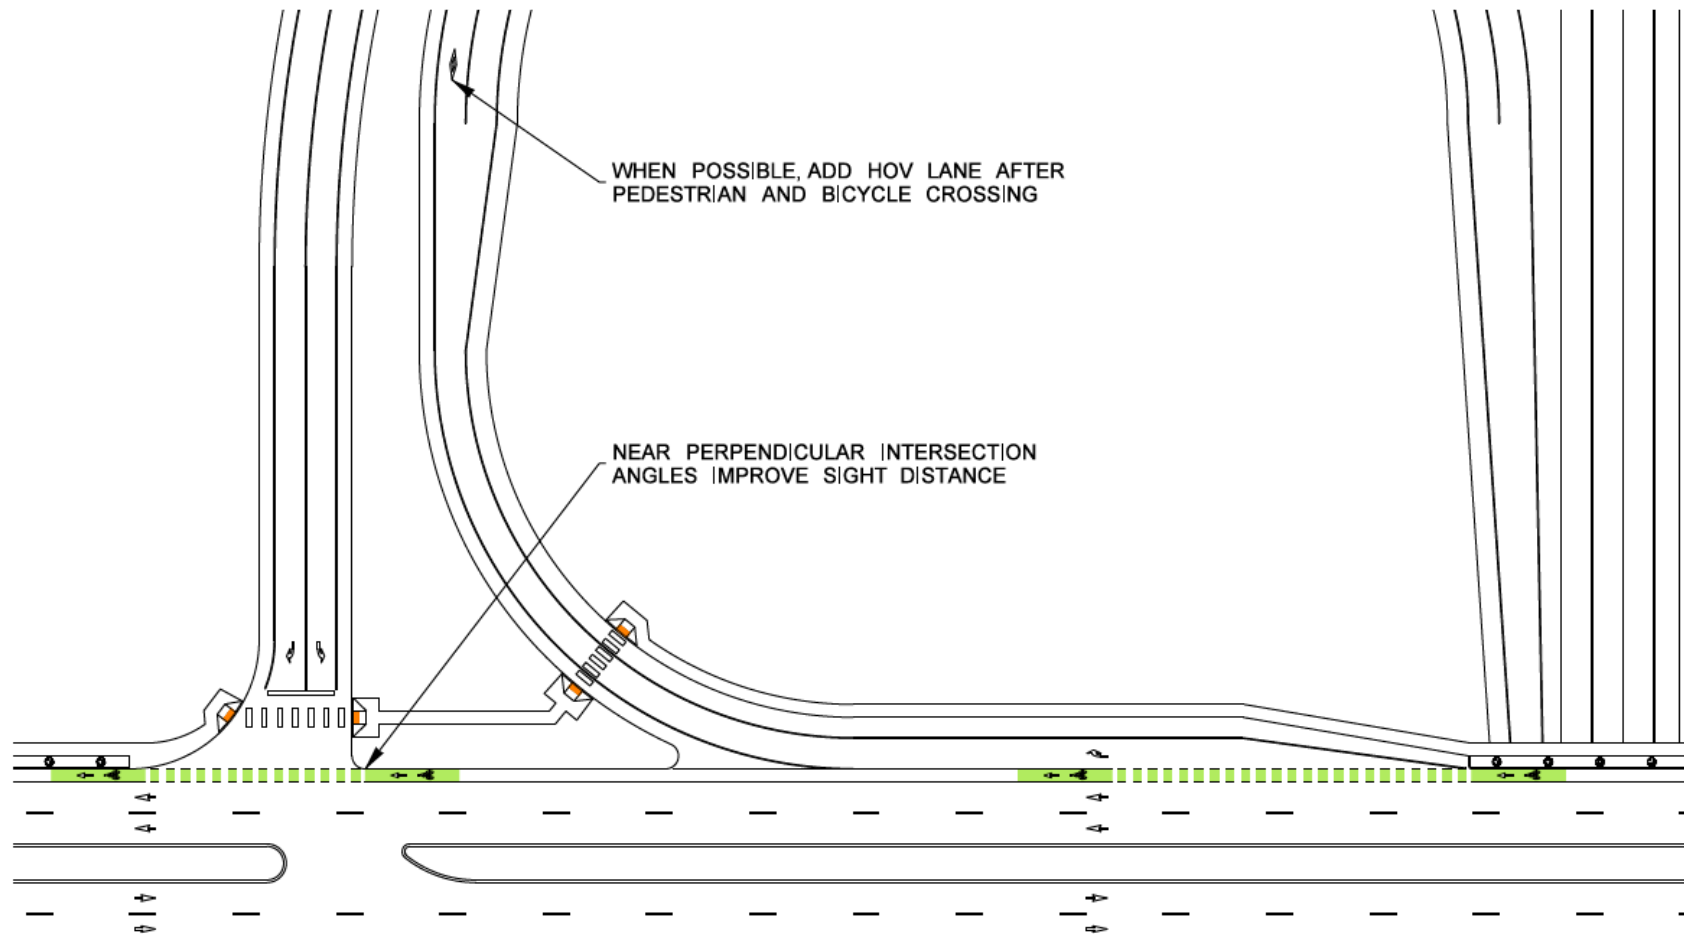 WHEN POSSIBLE, ADD HOV LANE AFTER
PEDESTRIAN AND BICYCLE CROSSING
NEAR PERPENDICULAR INTERSECTION
ANGLES IMPROVE SIGHT DISTANCE